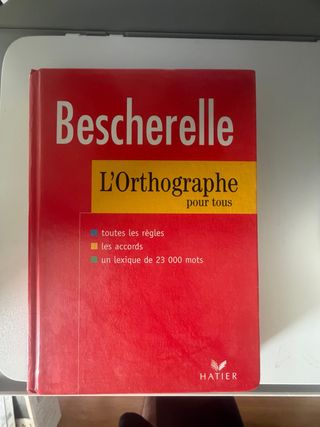 Bescherelle
L'Orthographe
pour tous
toutes les règles
les accords
un lexique de 23 000 mots
HATIER